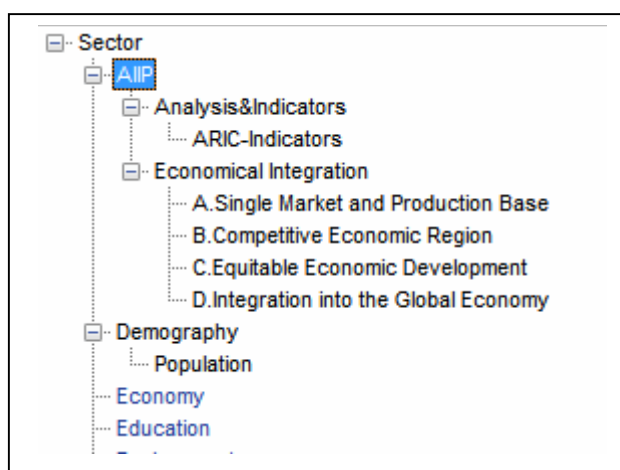 Sector
AIIP
Analysis&Indicators
ARIC-Indicators
Economical Integration
A.Single Market and Production Base
B.Competitive Economic Region
C.Equitable Economic Development
D.Integration into the Global Economy
Demography
Population
Economy
Education